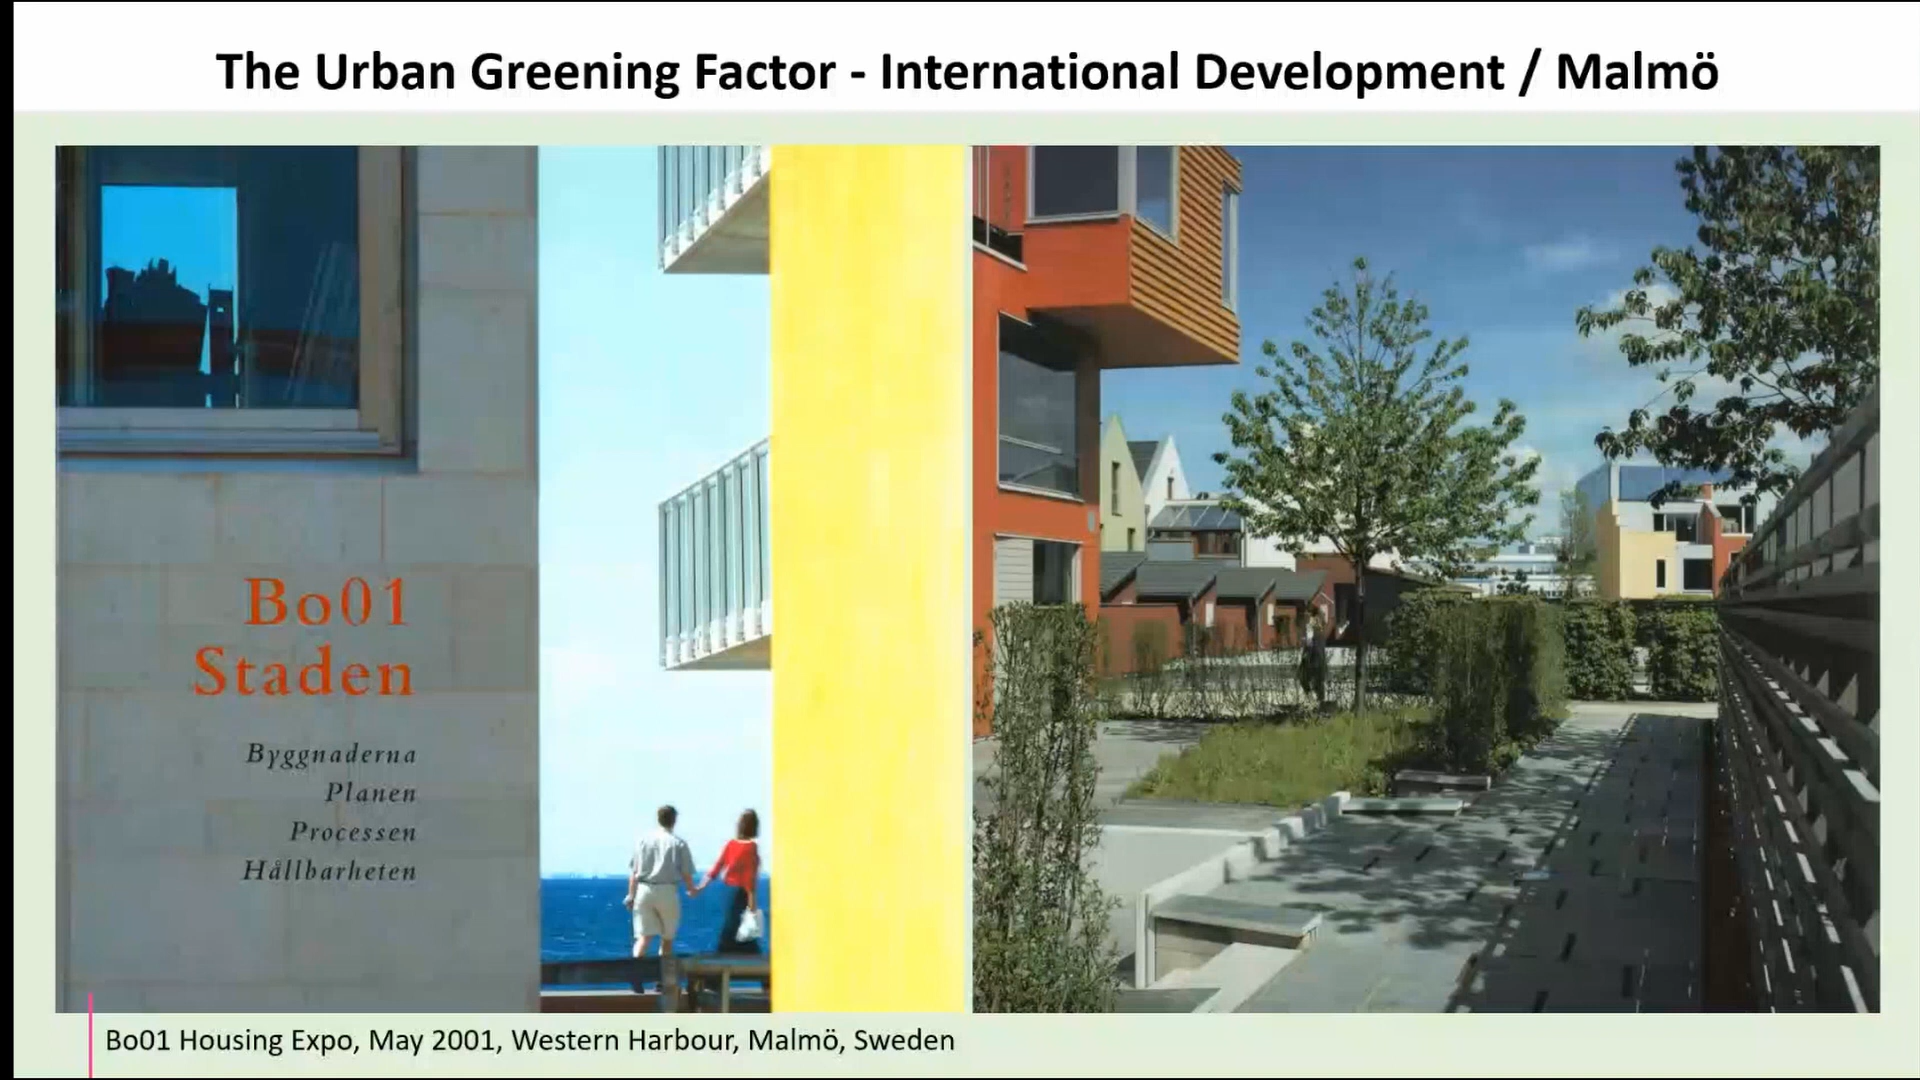 The Urban Greening Factor - International Development / Malmö
Bo01
Staden
Byggnaderna
Planen
Processen
Hållbarheten
Bo01 Housing Expo, May 2001, Western Harbour, Malmö, Sweden